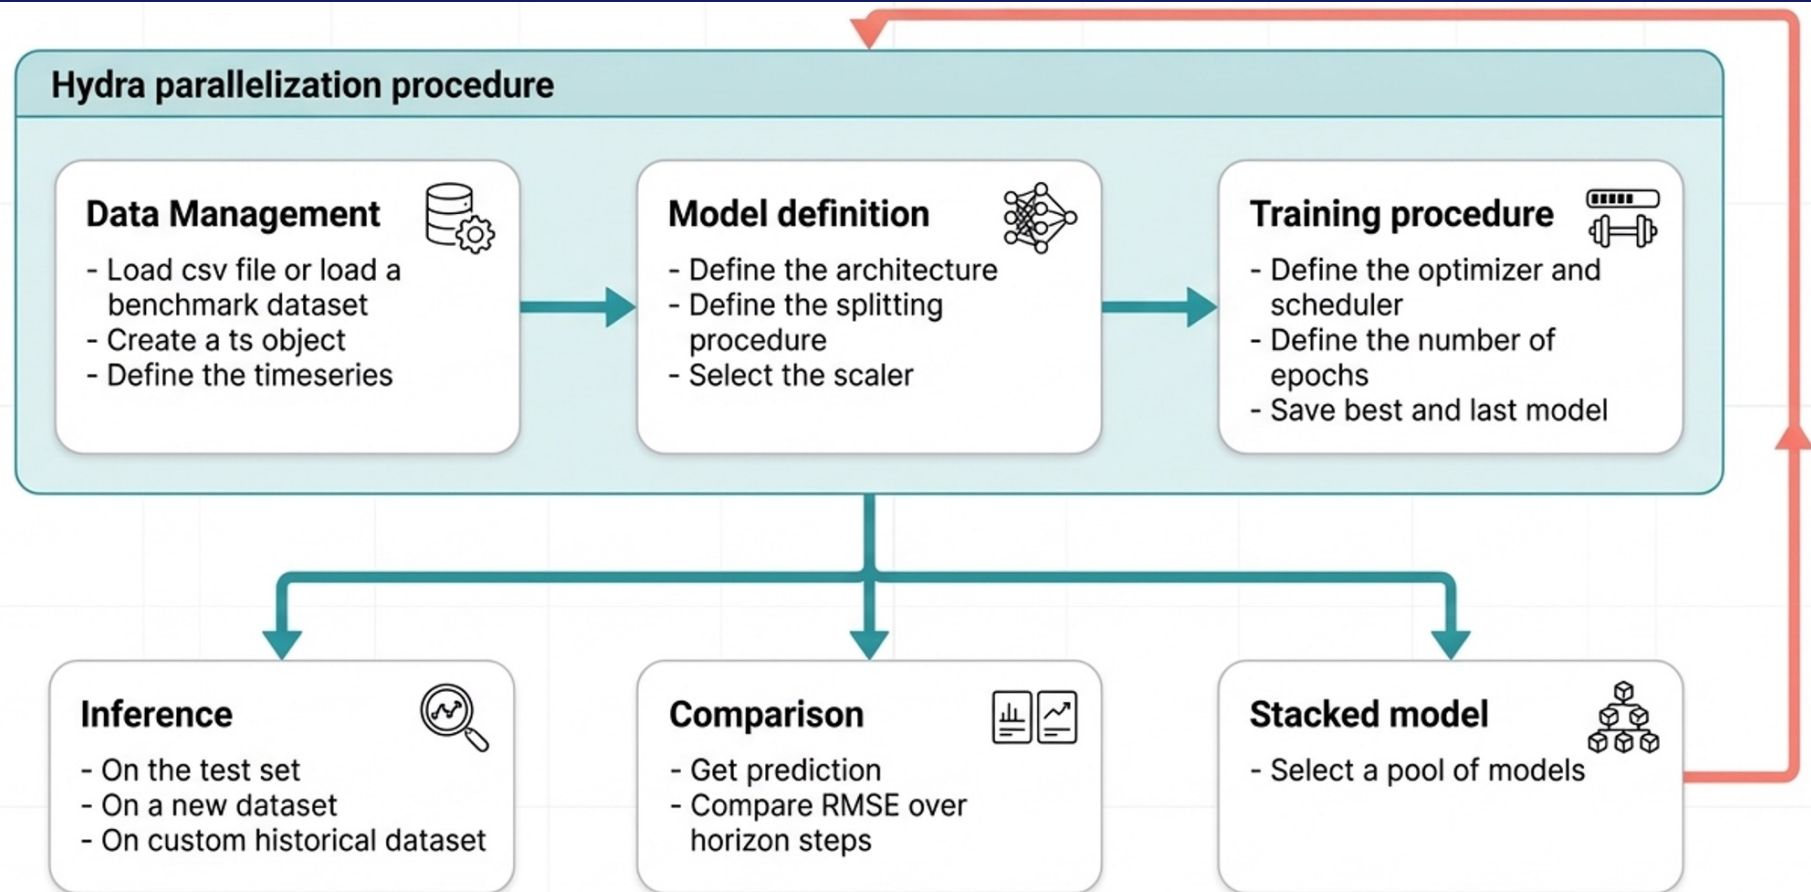 Hydra parallelization procedure
Data Management
- Load csv file or load a
benchmark dataset
- Create a ts object
- Define the timeseries
Model definition
- Define the architecture
- Define the splitting
procedure
- Select the scaler
Training procedure
- Define the optimizer and
scheduler
- Define the number of
epochs
- Save best and last model
Inference
- On the test set
- On a new dataset
- On custom historical dataset
Comparison
- Get prediction
- Compare RMSE over
horizon steps
Stacked model
- Select a pool of models